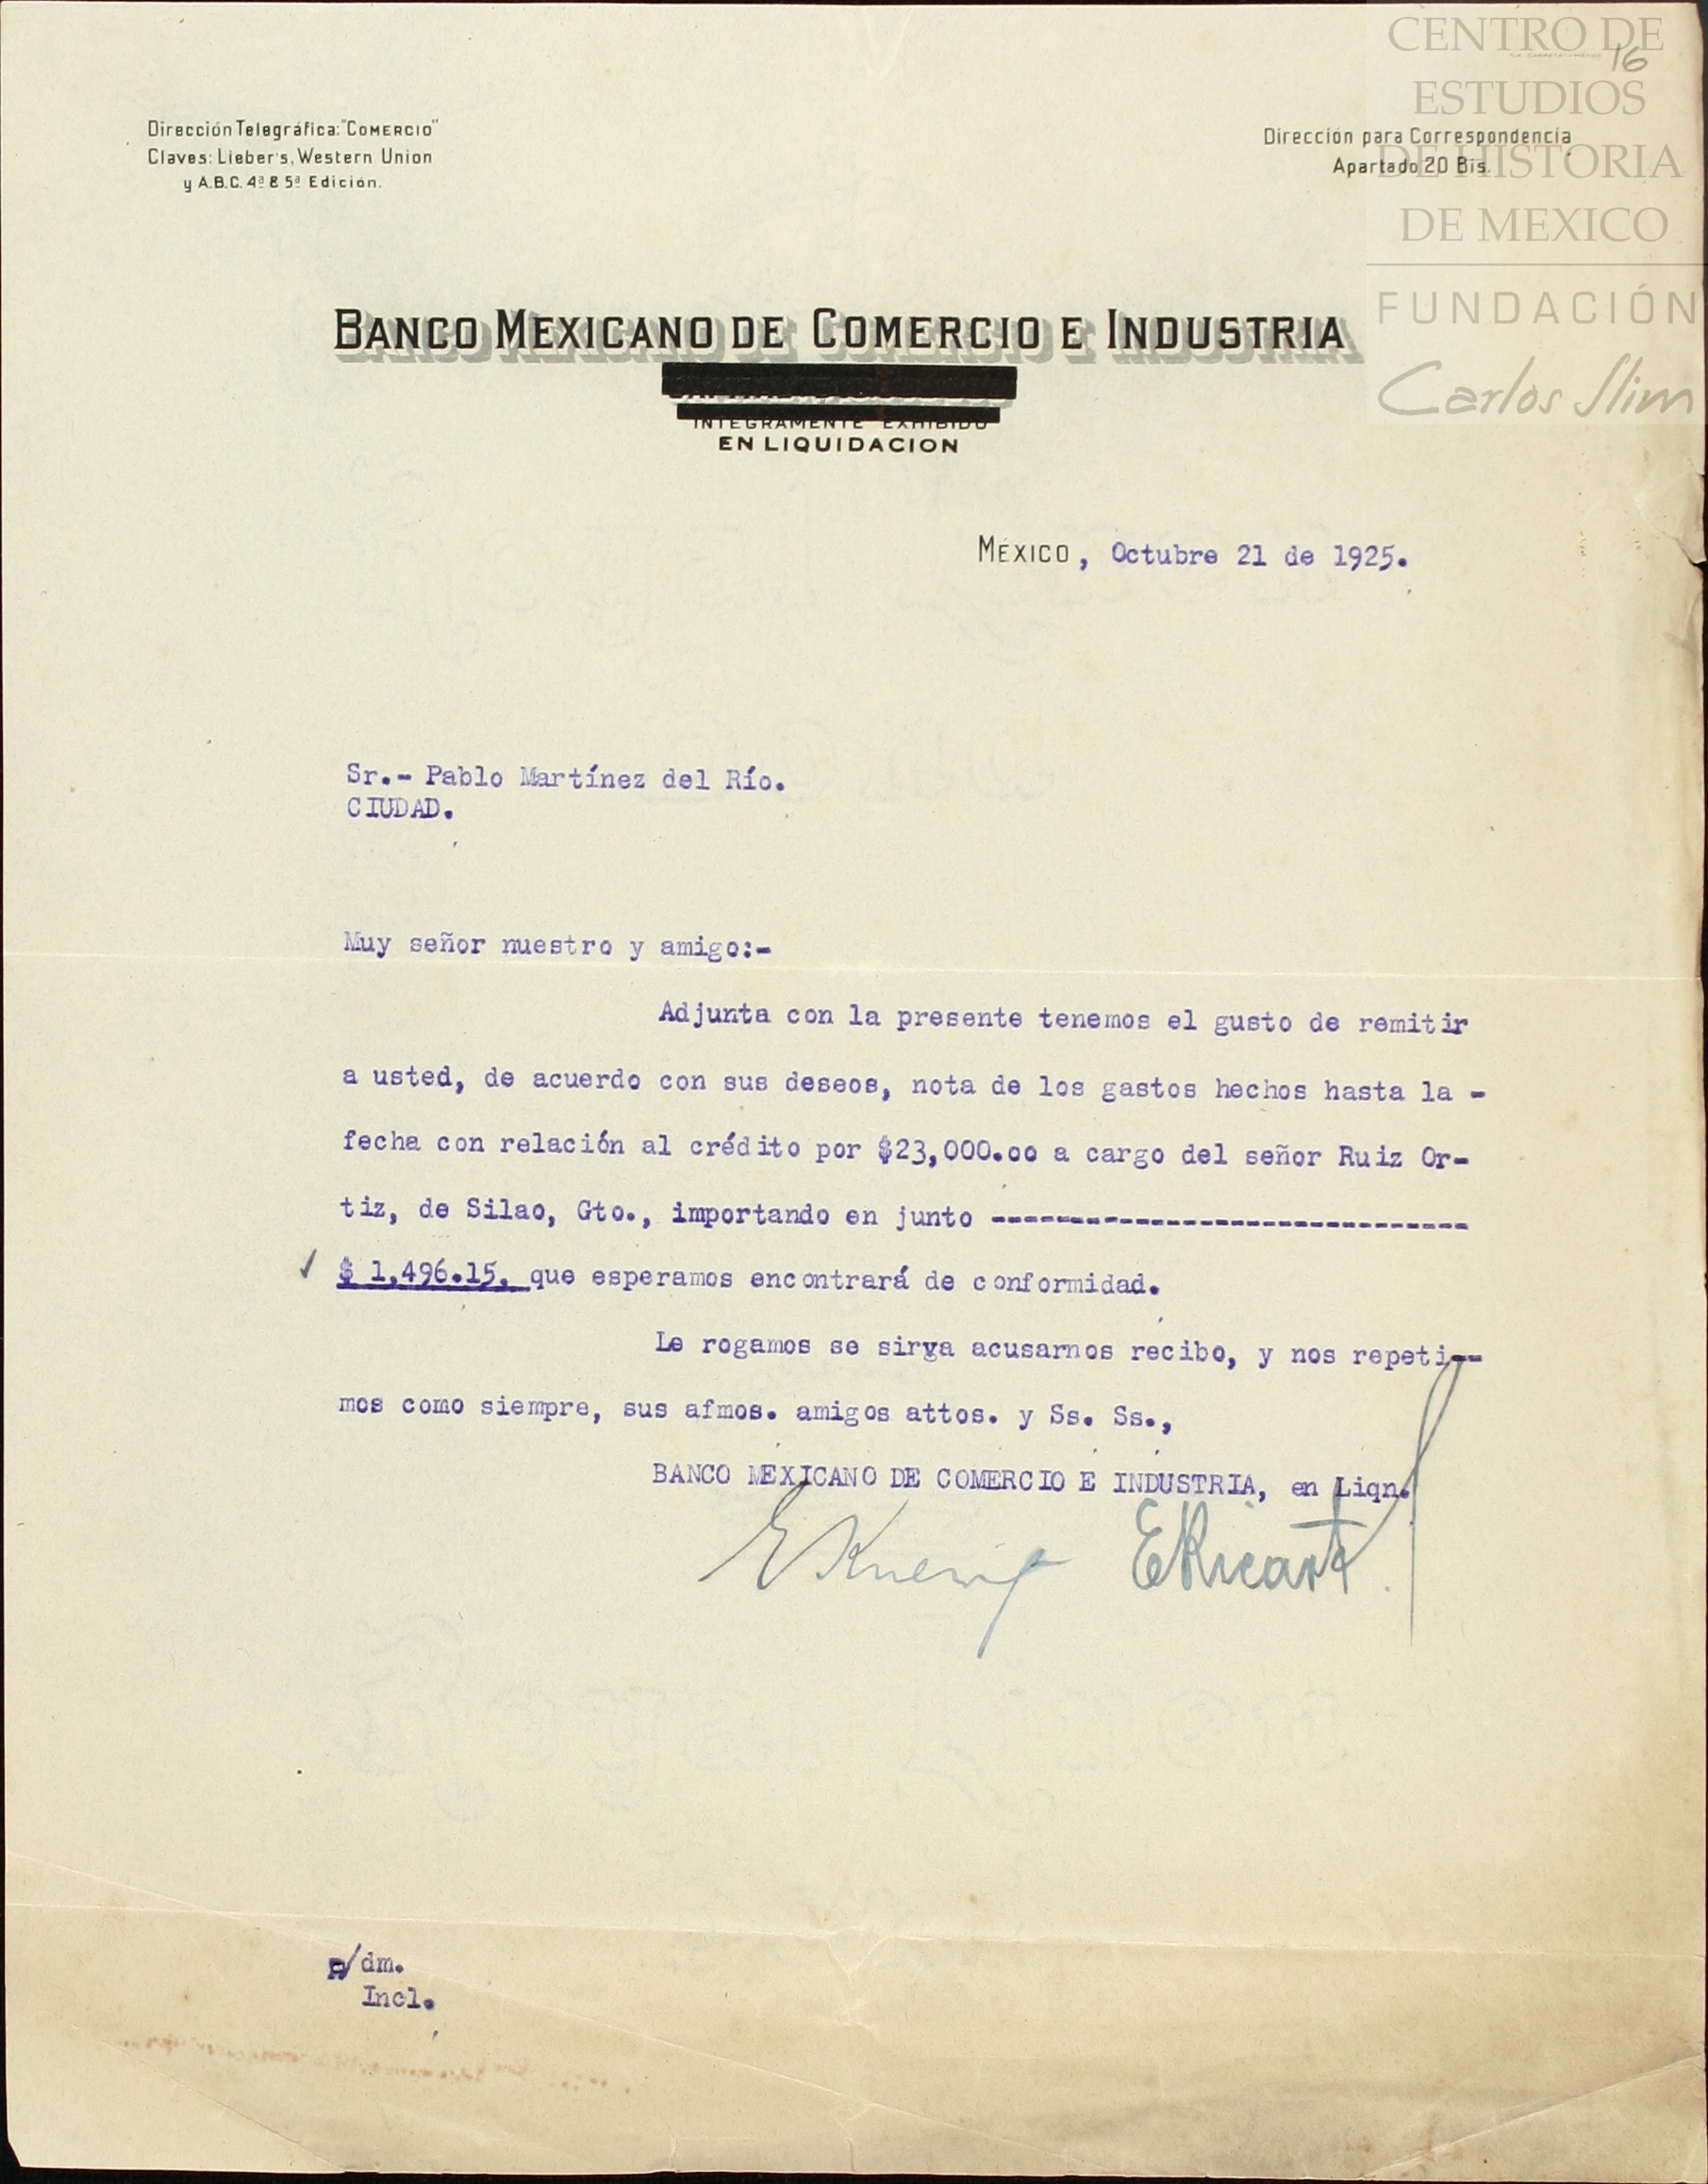 CENTRO DE
16
ESTUDIOS
DE HISTORIA
DE MEXICO
FUNDACIÓN
Carlos Slim
Dirección Telegráfica: "COMERCIO"
Claves: Lieber's, Western Union
y A.B.C. 4ª & 5ª Edición.
Dirección para Correspondencia
Apartado 20 Bis.
BANCO MEXICANO DE COMERCIO E INDUSTRIA
INTEGRAMENTE EXHIBIDO
EN LIQUIDACION
MÉXICO, Octubre 21 de 1925.
Sr.- Pablo Martínez del Río.
CIUDAD.
Muy señor nuestro y amigo:-
Adjunta con la presente tenemos el gusto de remitir
a usted, de acuerdo con sus deseos, nota de los gastos hechos hasta la -
fecha con relación al crédito por $23,000.oo a cargo del señor Ruiz Or-
tiz, de Silao, Gto., importando en junto ------------------------------
$ 1,496.15, que esperamos encontrará de conformidad.
Le rogamos se sirva acusarnos recibo, y nos repeti--
mos como siempre, sus afmos. amigos attos. y Ss. Ss.,
BANCO MEXICANO DE COMERCIO E INDUSTRIA, en Liqn.
/dm.
Incl.